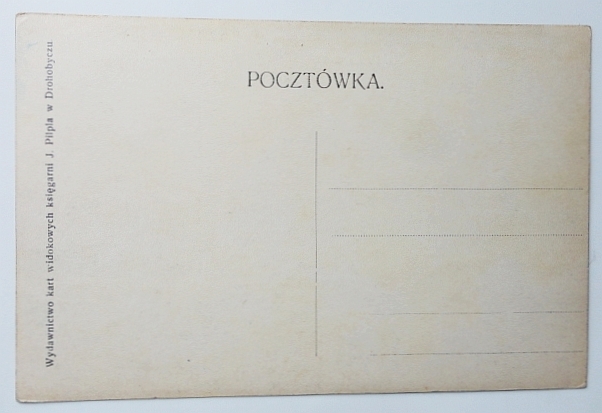 POCZTÓWKA.
Wydawnictwo kart widokowych księgarni J. Pilpla w Drohobyczu